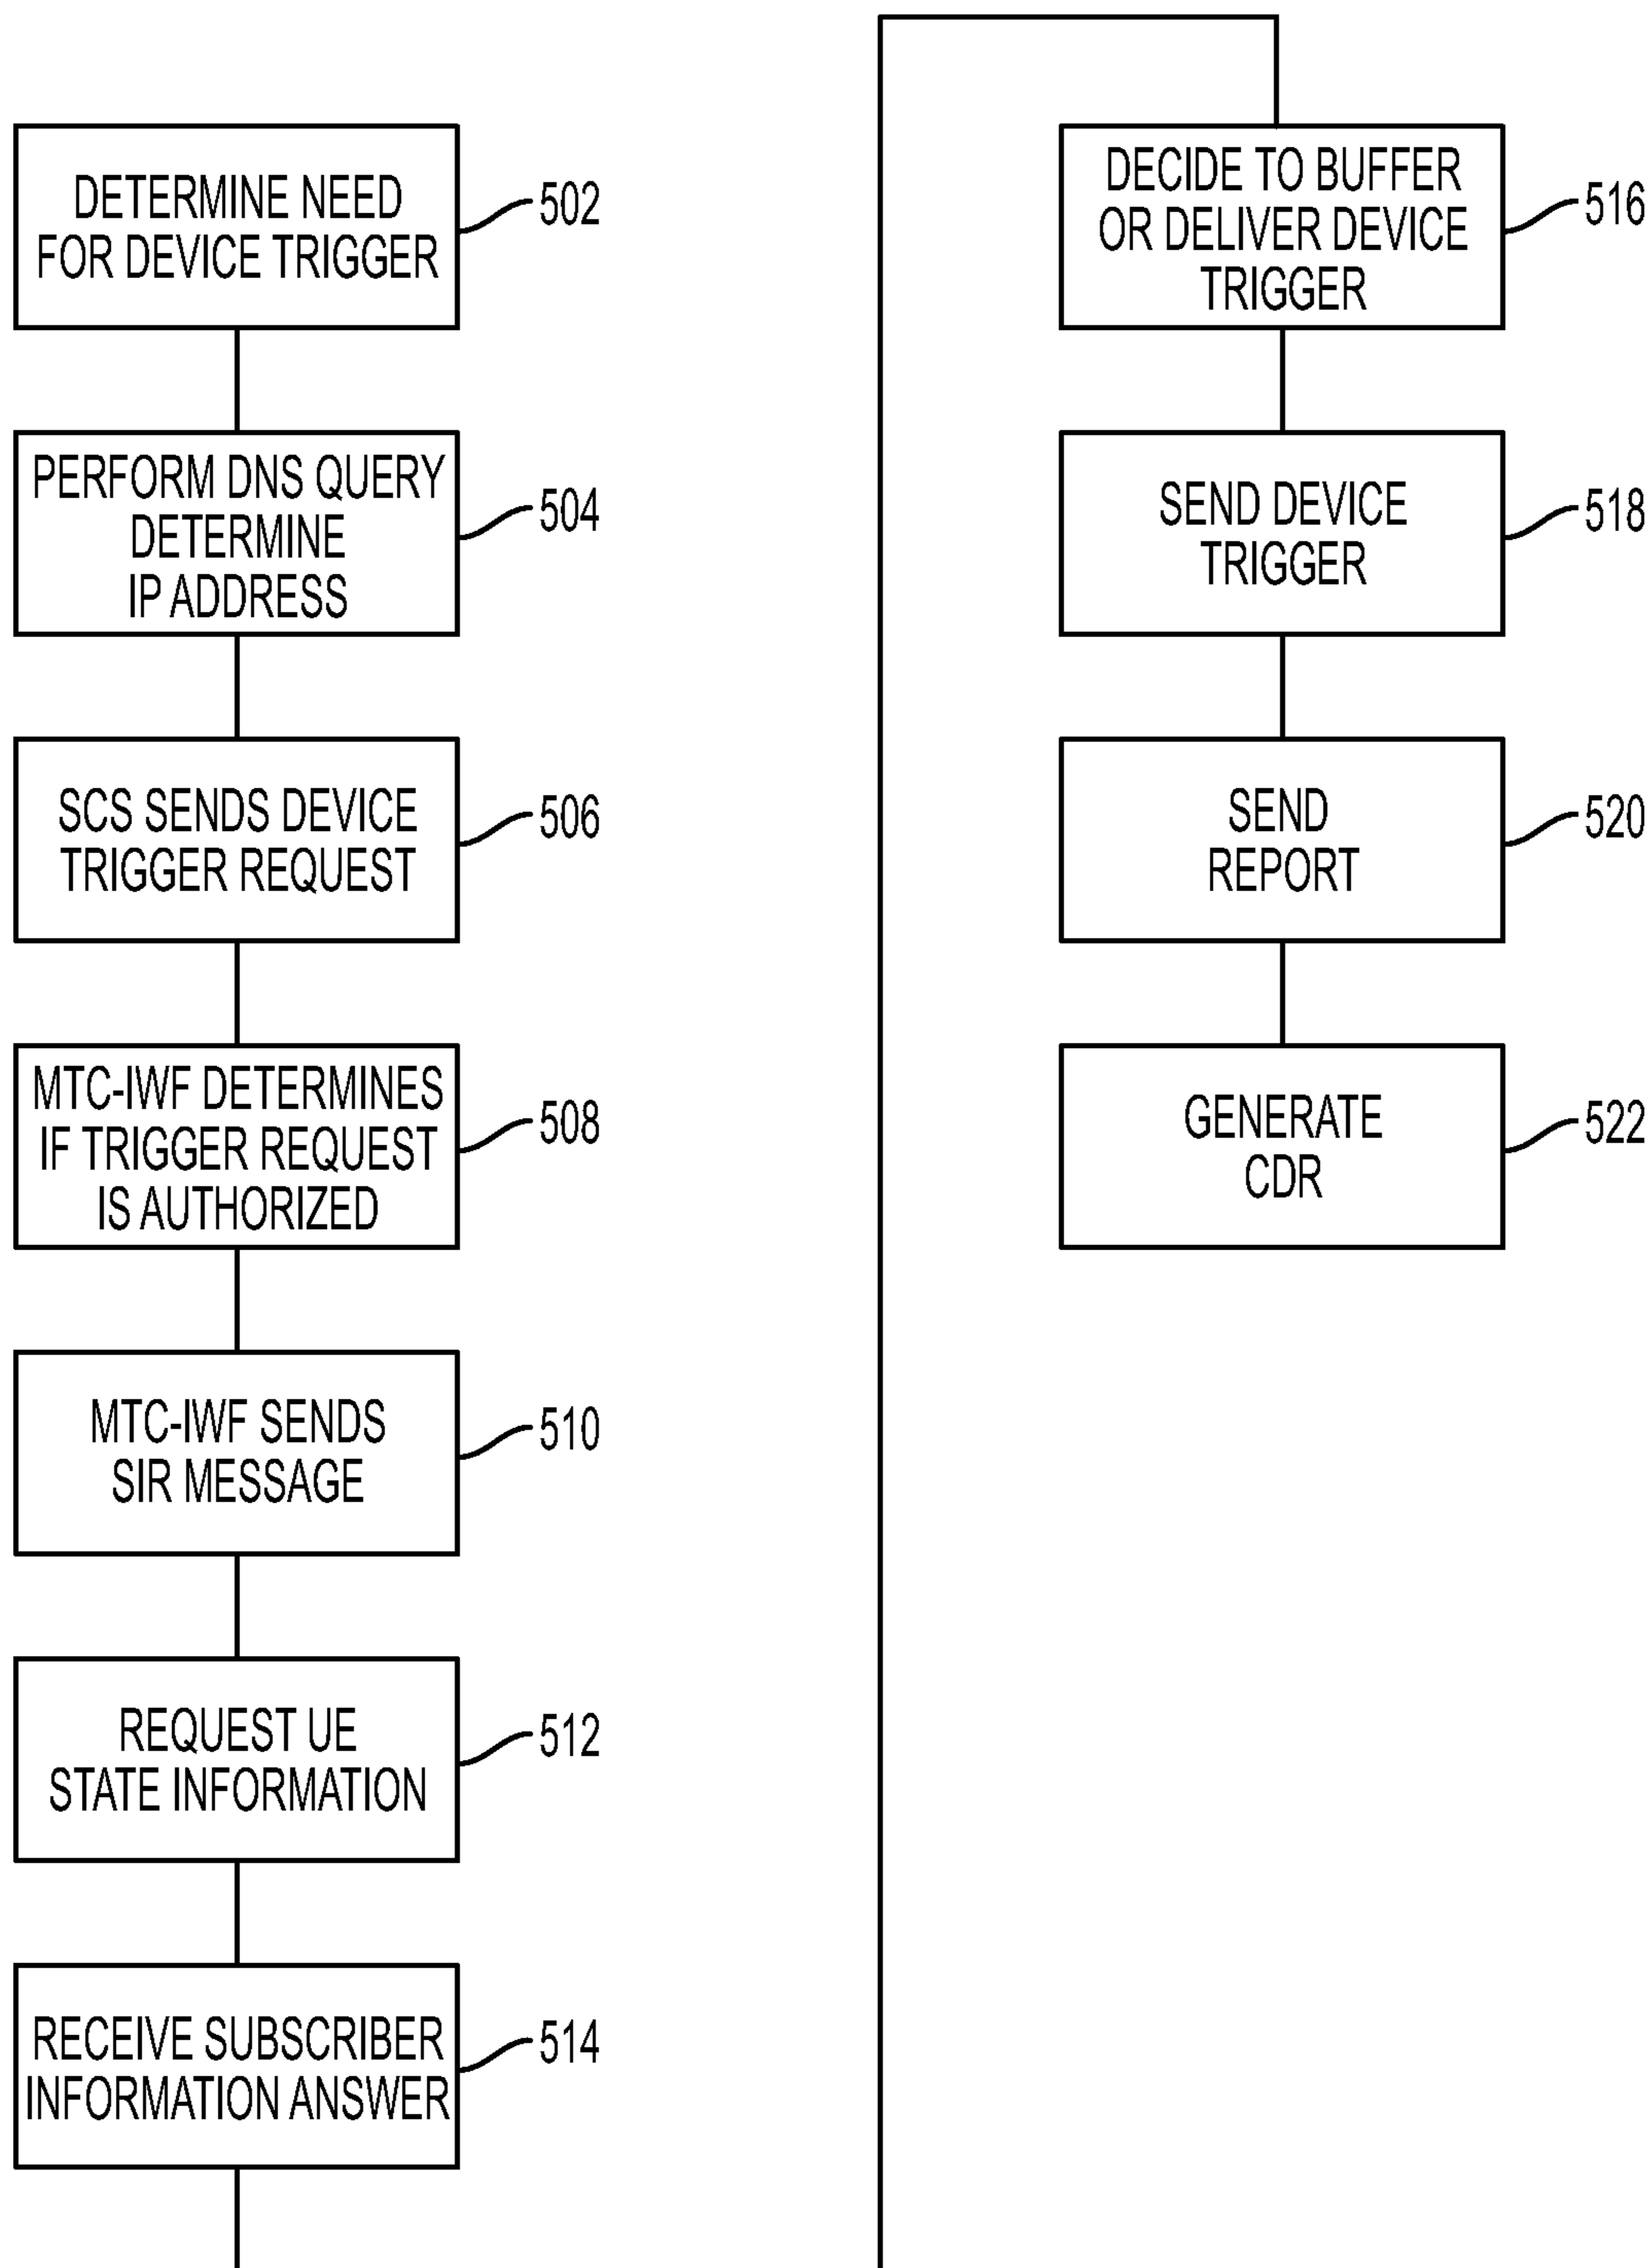 DETERMINE NEED
FOR DEVICE TRIGGER
502
PERFORM DNS QUERY
DETERMINE
IP ADDRESS
504
SCS SENDS DEVICE
TRIGGER REQUEST
506
MTC-IWF DETERMINES
IF TRIGGER REQUEST
IS AUTHORIZED
508
MTC-IWF SENDS
SIR MESSAGE
510
REQUEST UE
STATE INFORMATION
512
RECEIVE SUBSCRIBER
INFORMATION ANSWER
514
DECIDE TO BUFFER
OR DELIVER DEVICE
TRIGGER
516
SEND DEVICE
TRIGGER
518
SEND
REPORT
520
GENERATE
CDR
522